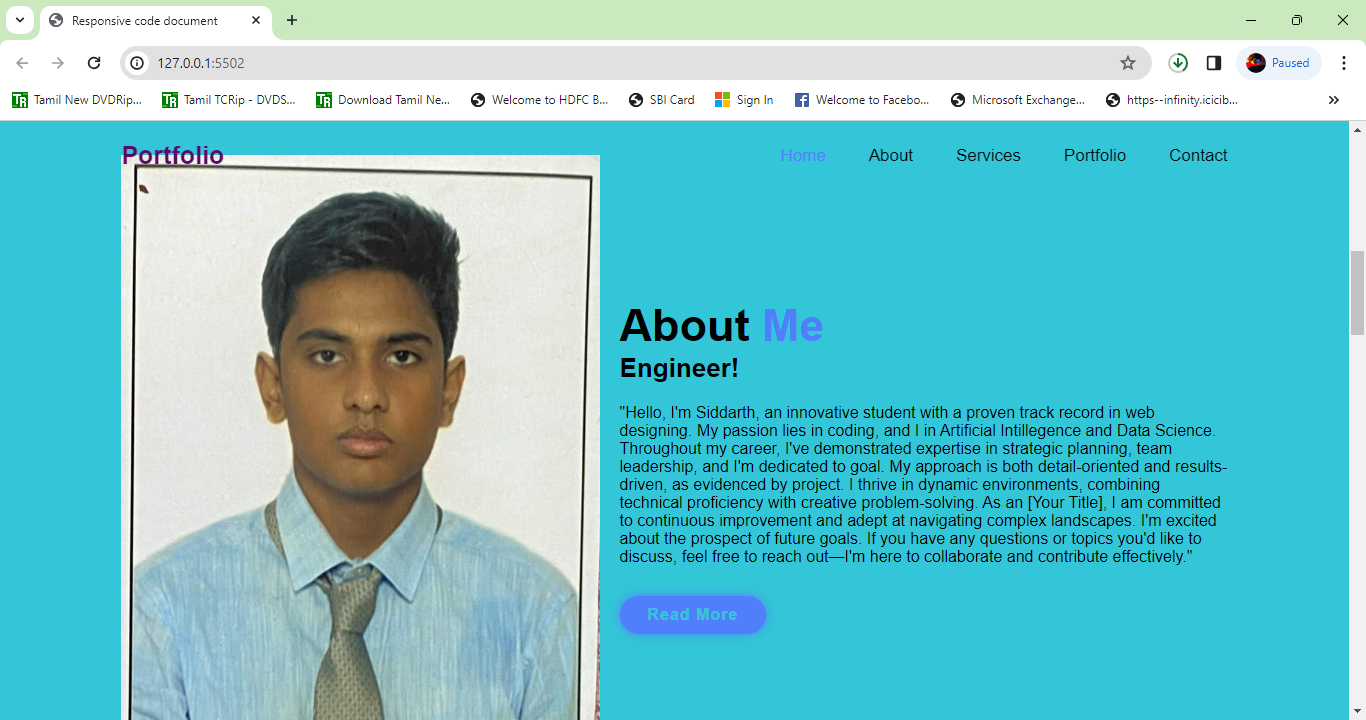 Responsive code document
127.0.0.1:5502
Paused
Tamil New DVDRip...
Tamil TCRip - DVDS...
Download Tamil Ne...
Welcome to HDFC B...
SBI Card
Sign In
Welcome to Facebo...
Microsoft Exchange...
https--infinity.icicib...
Portfolio
Home
About
Services
Portfolio
Contact
About Me
Engineer!
"Hello, I'm Siddarth, an innovative student with a proven track record in web
designing. My passion lies in coding, and I in Artificial Intillegence and Data Science.
Throughout my career, I've demonstrated expertise in strategic planning, team
leadership, and I'm dedicated to goal. My approach is both detail-oriented and results-
driven, as evidenced by project. I thrive in dynamic environments, combining
technical proficiency with creative problem-solving. As an [Your Title], I am committed
to continuous improvement and adept at navigating complex landscapes. I'm excited
about the prospect of future goals. If you have any questions or topics you'd like to
discuss, feel free to reach out—I'm here to collaborate and contribute effectively."
Read More